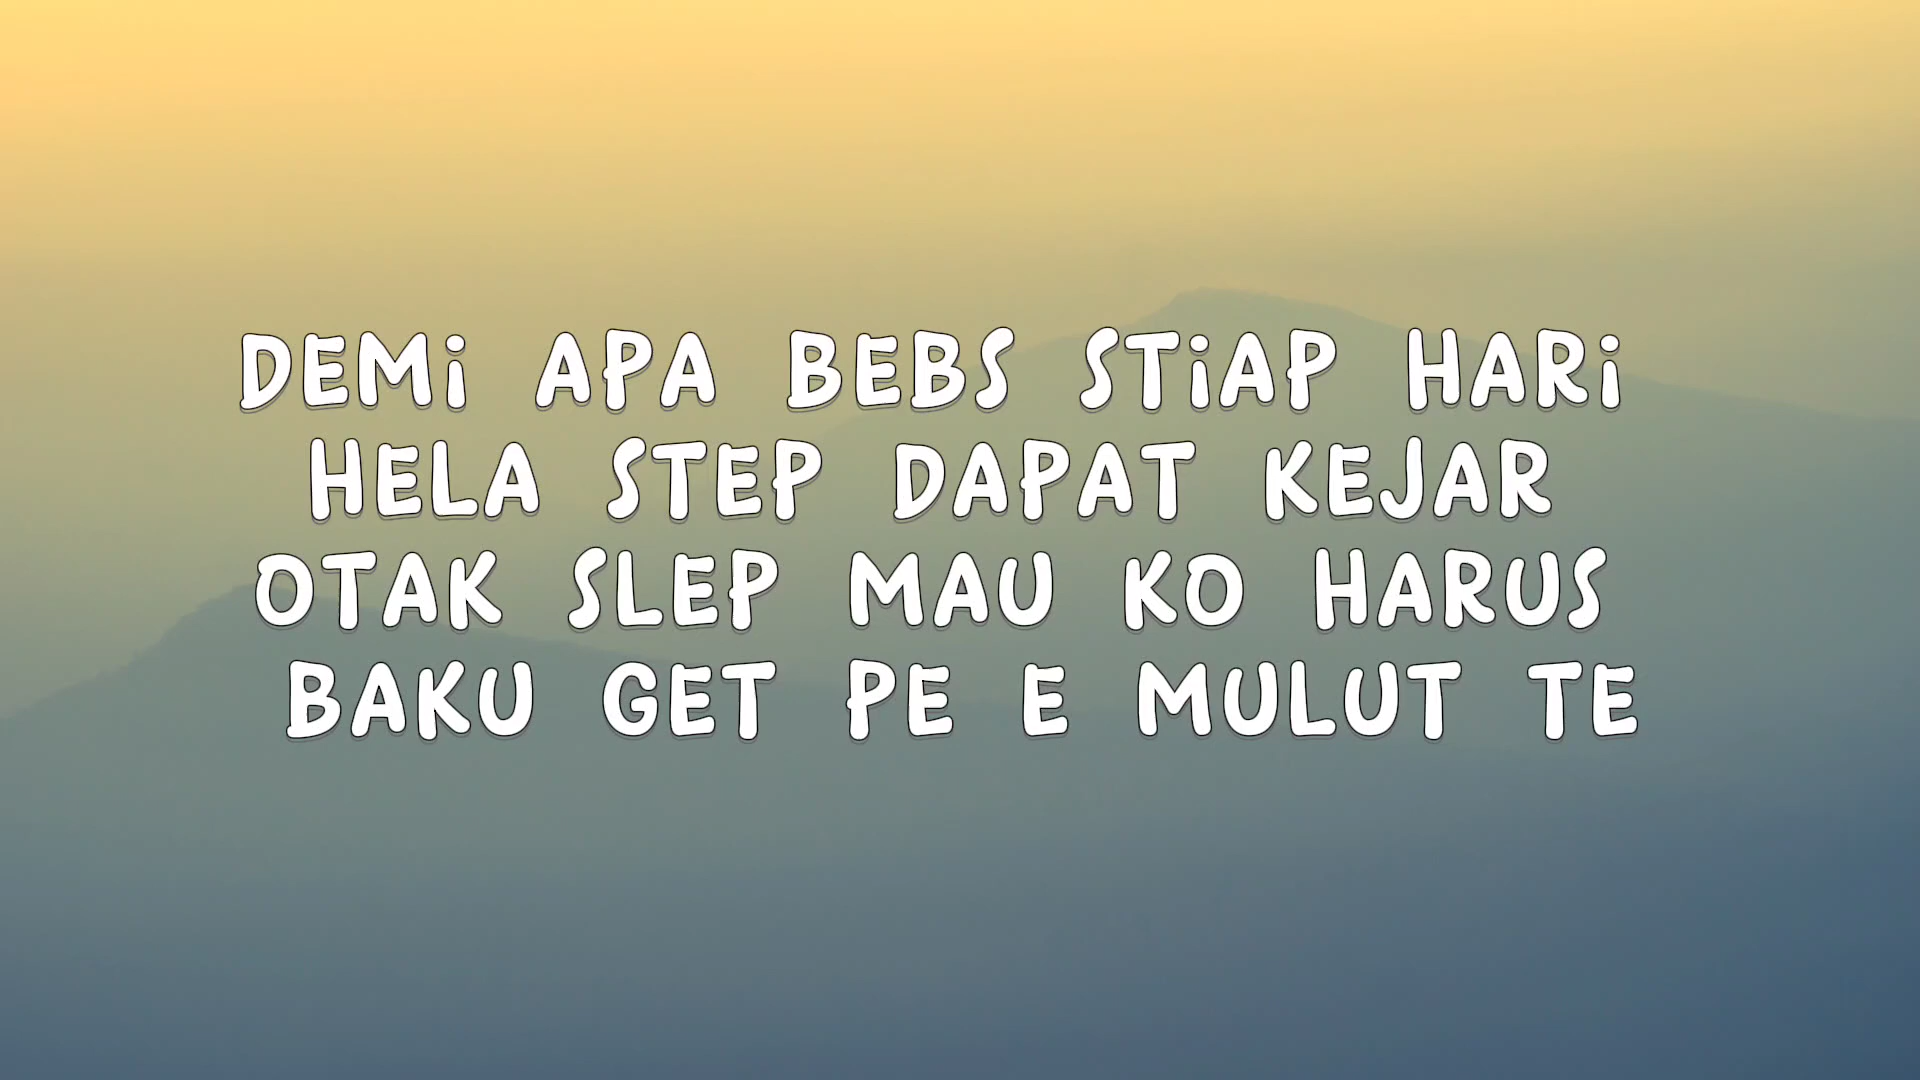 DEMi APA BEBS STiAP HARi
HELA STEP DAPAT KEJAR
OTAK SLEP MAU KO HARUS
BAKU GET PE E MULUT TE